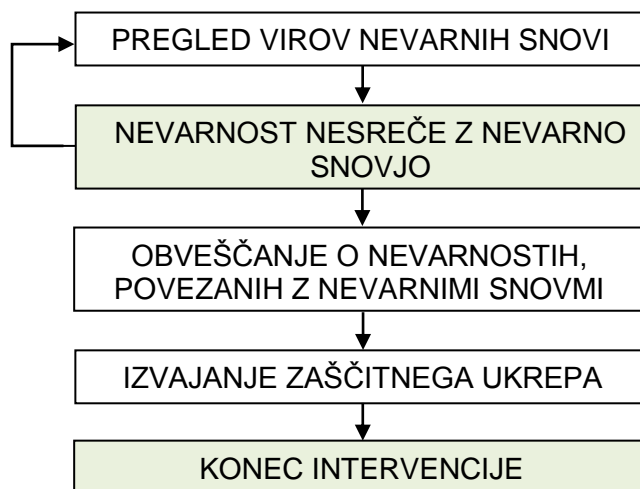 PREGLED VIROV NEVARNIH SNOVI
NEVARNOST NESREČE Z NEVARNO
SNOVJO
OBVEŠČANJE O NEVARNOSTIH,
POVEZANIH Z NEVARNIMI SNOVMI
IZVAJANJE ZAŠČITNEGA UKREPA
KONEC INTERVENCIJE